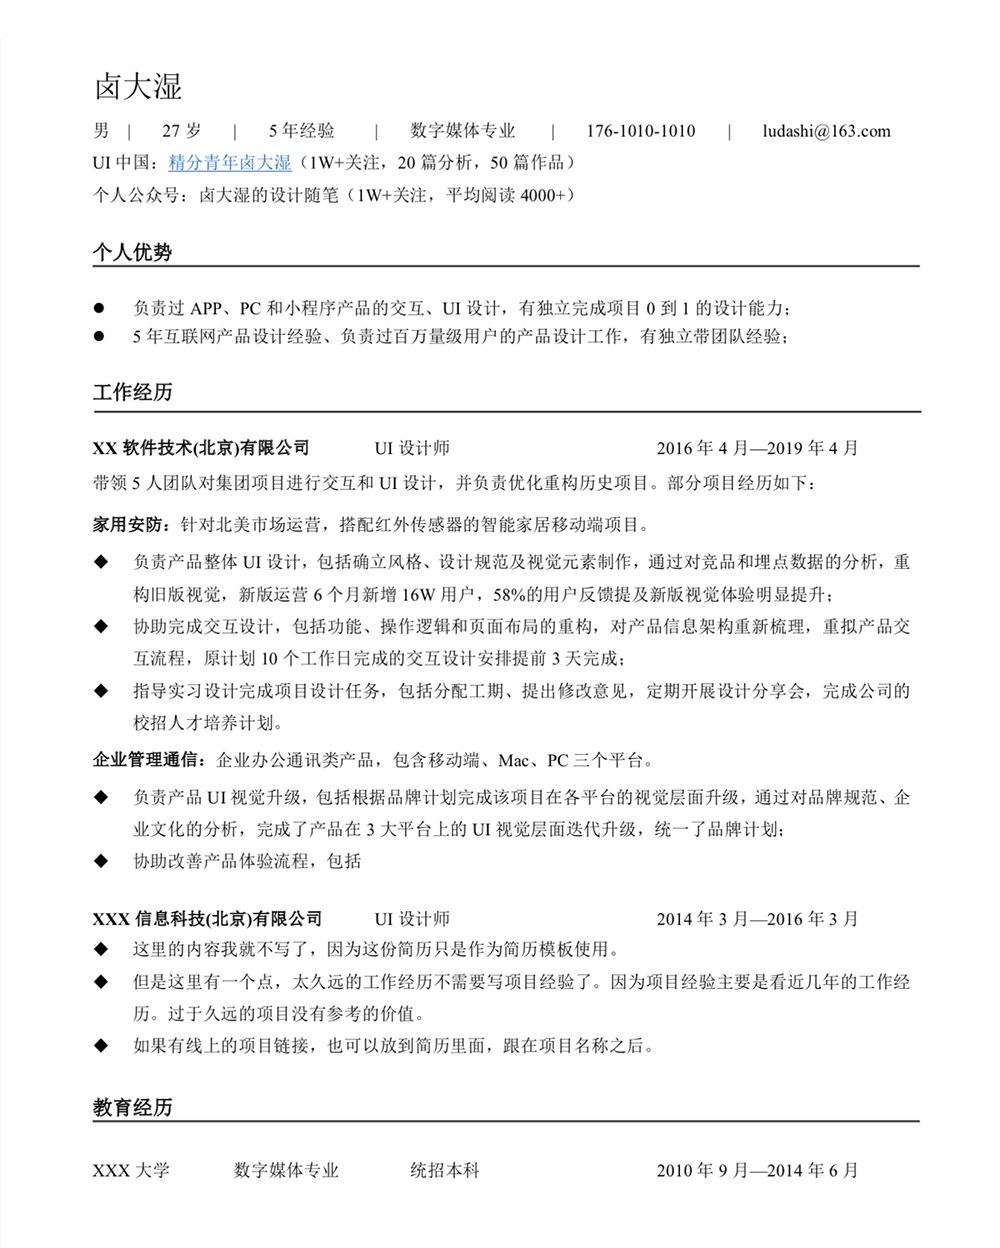 卤大湿
男 | 27 岁 | 5 年经验 | 数字媒体专业 | 176-1010-1010 | ludashi@163.com
UI 中国：精分青年卤大湿（1W+关注，20 篇分析，50 篇作品）
个人公众号：卤大湿的设计随笔（1W+关注，平均阅读 4000+）
个人优势
● 负责过 APP、PC 和小程序产品的交互、UI 设计，有独立完成项目 0 到 1 的设计能力；
● 5 年互联网产品设计经验、负责过百万量级用户的产品设计工作，有独立带团队经验；
工作经历
XX 软件技术(北京)有限公司 UI 设计师 2016 年 4 月—2019 年 4 月
带领 5 人团队对集团项目进行交互和 UI 设计，并负责优化重构历史项目。部分项目经历如下：
家用安防：针对北美市场运营，搭配红外传感器的智能家居移动端项目。
◆ 负责产品整体 UI 设计，包括确立风格、设计规范及视觉元素制作，通过对竞品和埋点数据的分析，重
构旧版视觉，新版运营 6 个月新增 16W 用户，58%的用户反馈提及新版视觉体验明显提升；
◆ 协助完成交互设计，包括功能、操作逻辑和页面布局的重构，对产品信息架构重新梳理，重拟产品交
互流程，原计划 10 个工作日完成的交互设计安排提前 3 天完成；
◆ 指导实习设计完成项目设计任务，包括分配工期、提出修改意见，定期开展设计分享会，完成公司的
校招人才培养计划。
企业管理通信：企业办公通讯类产品，包含移动端、Mac、PC 三个平台。
◆ 负责产品 UI 视觉升级，包括根据品牌计划完成该项目在各平台的视觉层面升级，通过对品牌规范、企
业文化的分析，完成了产品在 3 大平台上的 UI 视觉层面迭代升级，统一了品牌计划；
◆ 协助改善产品体验流程，包括
XXX 信息科技(北京)有限公司 UI 设计师 2014 年 3 月—2016 年 3 月
◆ 这里的内容我就不写了，因为这份简历只是作为简历模板使用。
◆ 但是这里有一个点，太久远的工作经历不需要写项目经验了。因为项目经验主要是看近几年的工作经
历。过于久远的项目没有参考的价值。
◆ 如果有线上的项目链接，也可以放到简历里面，跟在项目名称之后。
教育经历
XXX 大学 数字媒体专业 统招本科 2010 年 9 月—2014 年 6 月